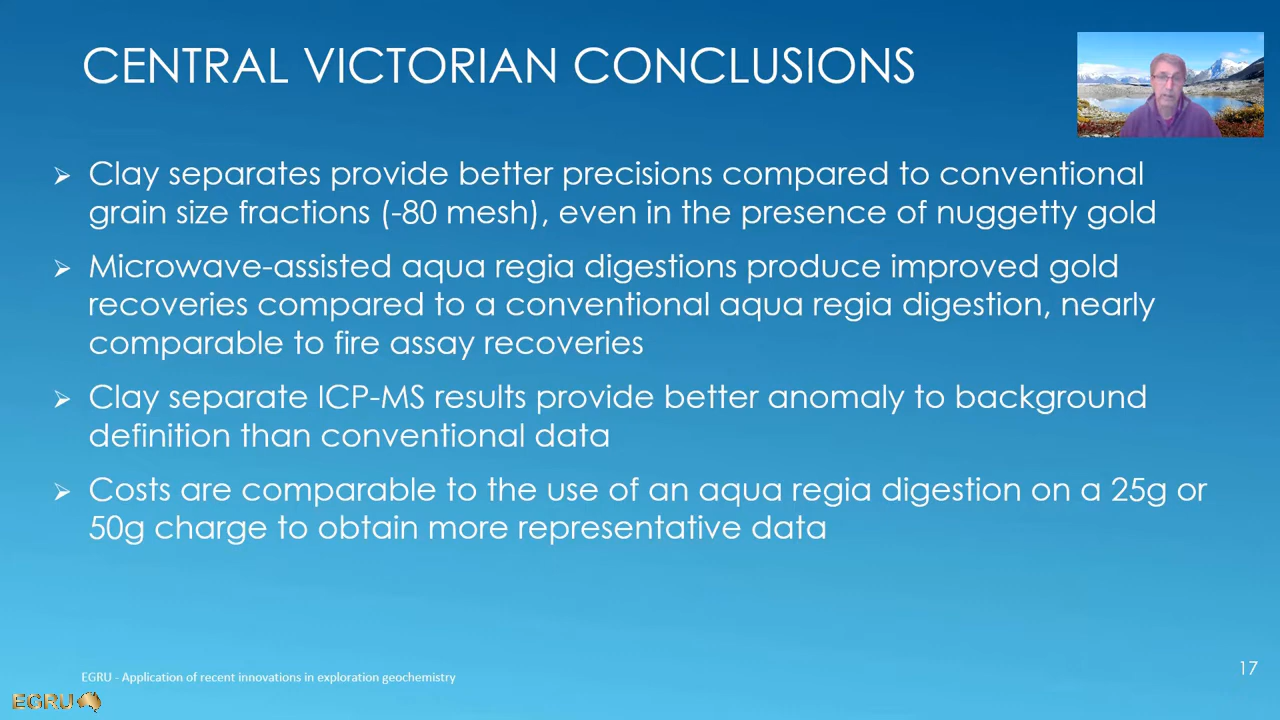 CENTRAL VICTORIAN CONCLUSIONS
Clay separates provide better precisions compared to conventional
grain size fractions (-80 mesh), even in the presence of nuggetty gold
Microwave-assisted aqua regia digestions produce improved gold
recoveries compared to a conventional aqua regia digestion, nearly
comparable to fire assay recoveries
Clay separate ICP-MS results provide better anomaly to background
definition than conventional data
Costs are comparable to the use of an aqua regia digestion on a 25g or
50g charge to obtain more representative data
EGRU - Application of recent innovations in exploration geochemistry
17
EGRU